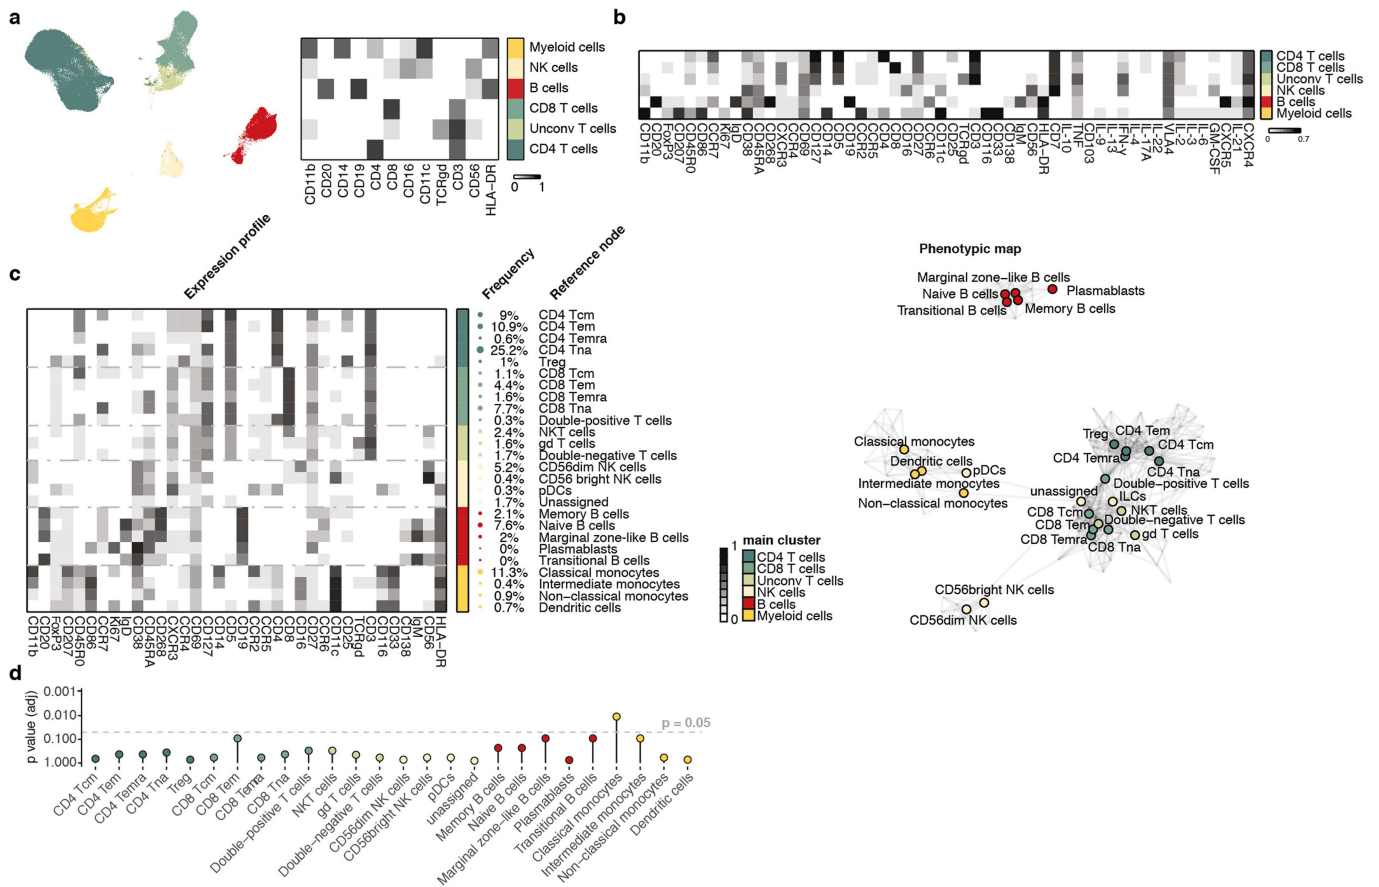 a
Myeloid cells
NK cells
B cells
CD8 T cells
Unconv T cells
CD4 T cells
CD11b
CD20
CD14
CD19
CD4
CD8
CD16
CD11c
TCRgd
CD3
CD56
HLA−DR
0 1
b
CD4 T cells
CD8 T cells
Unconv T cells
NK cells
B cells
Myeloid cells
0 0.7
CD11b
CD20
FoxP3
CD207
CD45R0
CD86
CCR7
Ki67
IgD
CD38
CD45RA
CD268
CXCR3
CCR4
CD69
CD127
CD14
CD5
CD19
CCR2
CCR5
CD4
CD8
CD16
CD27
CCR6
CD11c
CD25
TCRgd
CD3
CD116
CD33
CD138
IgM
CD56
HLA−DR
CD7
IL−10
TNF
CD103
IL−9
IL−13
IFN−γ
IL−4
IL−17A
IL−22
VLA4
IL−2
IL−3
IL−6
GM−CSF
CXCR5
IL−21
CXCR4
c
Expression profile
Frequency
Reference node
9% CD4 Tcm
10.9% CD4 Tem
0.6% CD4 Temra
25.2% CD4 Tna
1% Treg
1.1% CD8 Tcm
4.4% CD8 Tem
1.6% CD8 Temra
7.7% CD8 Tna
0.3% Double-positive T cells
2.4% NKT cells
1.6% gd T cells
1.7% Double-negative T cells
5.2% CD56dim NK cells
0.4% CD56 bright NK cells
0.3% pDCs
1.7% Unassigned
2.1% Memory B cells
7.6% Naive B cells
2% Marginal zone-like B cells
0% Plasmablasts
0% Transitional B cells
11.3% Classical monocytes
0.4% Intermediate monocytes
0.9% Non−classical monocytes
0.7% Dendritic cells
CD11b
CD20
FoxP3
CD207
CD45R0
CD86
CCR7
Ki67
IgD
CD38
CD45RA
CD268
CXCR3
CCR4
CD69
CD127
CD14
CD5
CD19
CCR2
CCR5
CD4
CD8
CD16
CD27
CCR6
CD11c
CD25
TCRgd
CD3
CD116
CD33
CD138
IgM
CD56
HLA−DR
Phenotypic map
Marginal zone−like B cells
Naive B cells
Plasmablasts
Transitional B cells
Memory B cells
Classical monocytes
Dendritic cells
pDCs
Intermediate monocytes
Non−classical monocytes
Treg
CD4 Tem
CD4 Tcm
CD4 Temra
CD4 Tna
Double−positive T cells
unassigned
ILCs
CD8 Tcm
NKT cells
CD8 Tem
Double−negative T cells
CD8 Temra
gd T cells
CD8 Tna
CD56bright NK cells
CD56dim NK cells
1
0
main cluster
CD4 T cells
CD8 T cells
Unconv T cells
NK cells
B cells
Myeloid cells
d
p value (adj)
0.001
0.010
0.100
1.000
p = 0.05
CD4 Tcm
CD4 Tem
CD4 Temra
CD4 Tna
Treg
CD8 Tcm
CD8 Tem
CD8 Temra
CD8 Tna
Double−positive T cells
NKT cells
gd T cells
Double−negative T cells
CD56dim NK cells
CD56bright NK cells
pDCs
unassigned
Memory B cells
Naive B cells
Marginal zone−like B cells
Plasmablasts
Transitional B cells
Classical monocytes
Intermediate monocytes
Non−classical monocytes
Dendritic cells